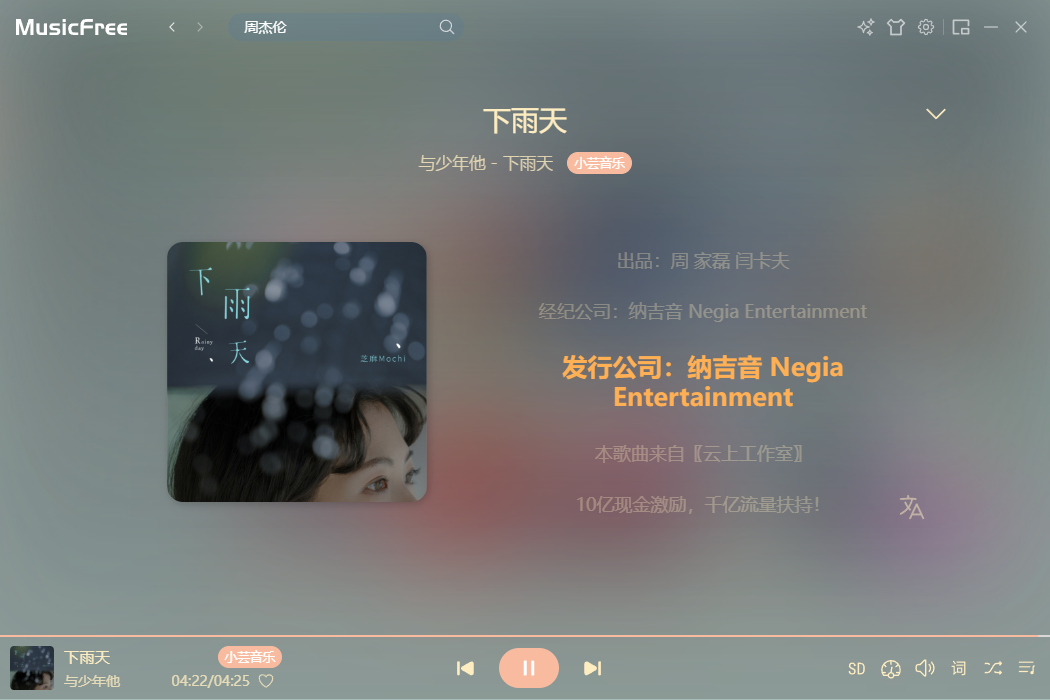 MusicFree
周杰伦
下雨天
与少年他 - 下雨天 小芸音乐
下雨天
Rainy
day
芝麻Mochi
出品：周 家磊 闫卡夫
经纪公司：纳吉音 Negia Entertainment
发行公司：纳吉音 Negia
Entertainment
本歌曲来自〖云上工作室〗
10亿现金激励，千亿流量扶持！
下雨天 小芸音乐
与少年他 04:22/04:25
SD 词